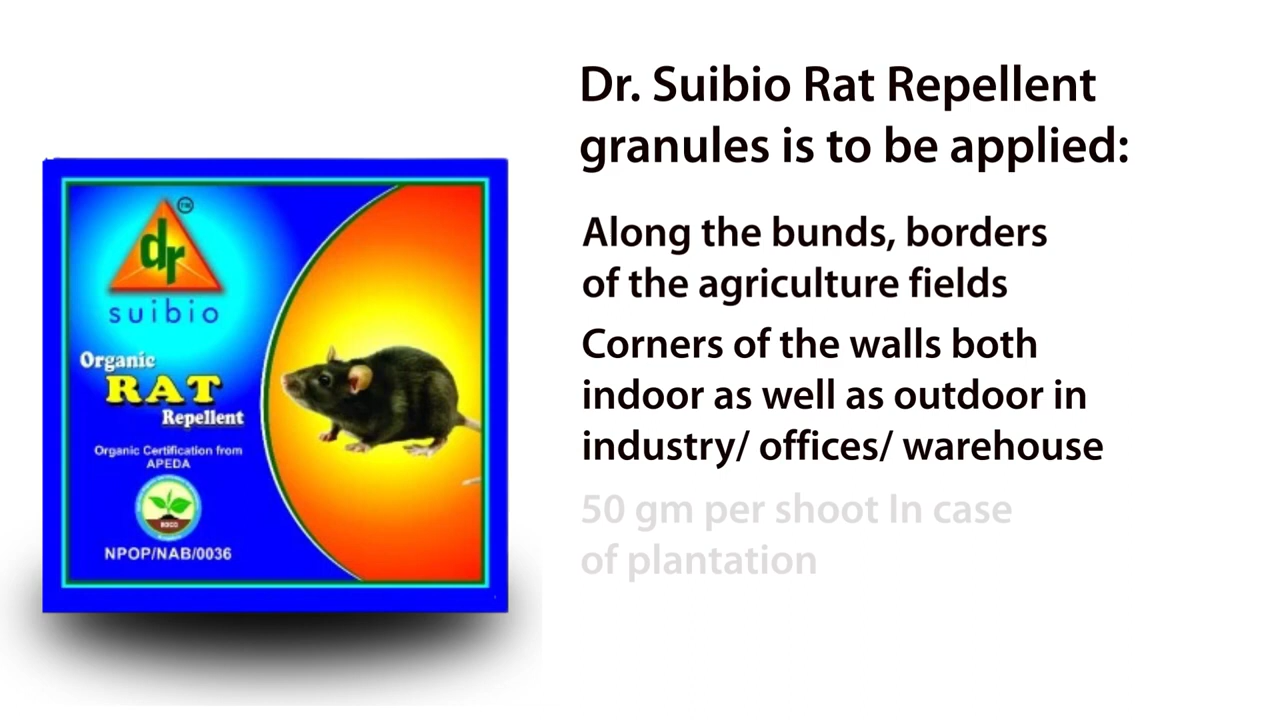 Dr. Suibio Rat Repellent
granules is to be applied:
Along the bunds, borders
of the agriculture fields
Corners of the walls both
indoor as well as outdoor in
industry/ offices/ warehouse
50 gm per shoot In case
of plantation
TM
dr
suibio
Organic
RAT
Repellent
Organic Certification from
APEDA
NPOP/NAB/0036